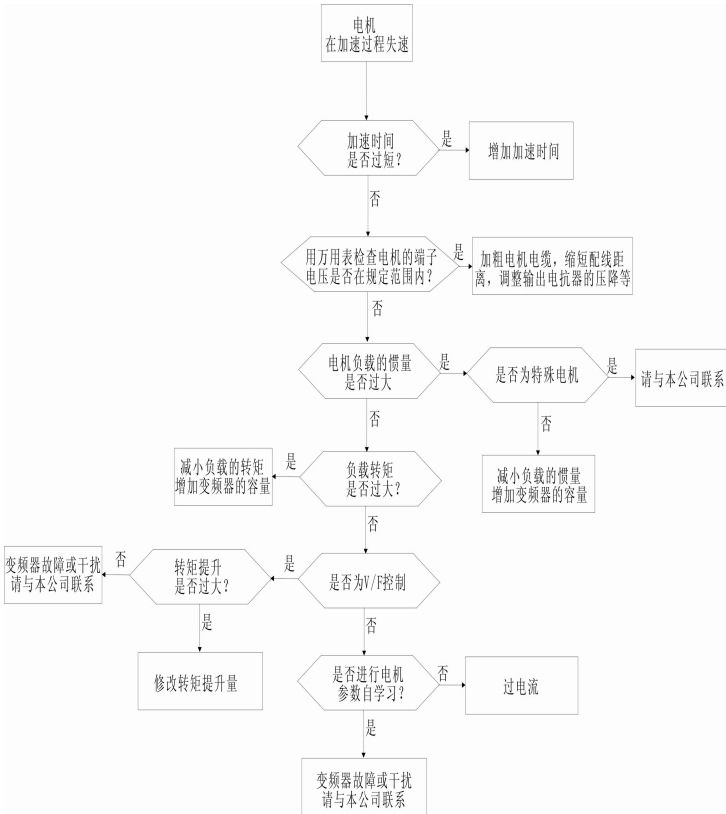 电机
在加速过程失速
加速时间
是否过短?
是
增加加速时间
否
用万用表检查电机的端子
电压是否在规定范围内?
是
加粗电机电缆，缩短配线距
离，调整输出电抗器的压降等
否
电机负载的惯量
是否过大
是
是否为特殊电机
是
请与本公司联系
否
减小负载的惯量
增加变频器的容量
否
负载转矩
是否过大?
是
减小负载的转矩
增加变频器的容量
否
是否为V/F控制
是
转矩提升
是否过大?
否
变频器故障或干扰
请与本公司联系
是
修改转矩提升量
否
是否进行电机
参数自学习?
否
过电流
是
变频器故障或干扰
请与本公司联系